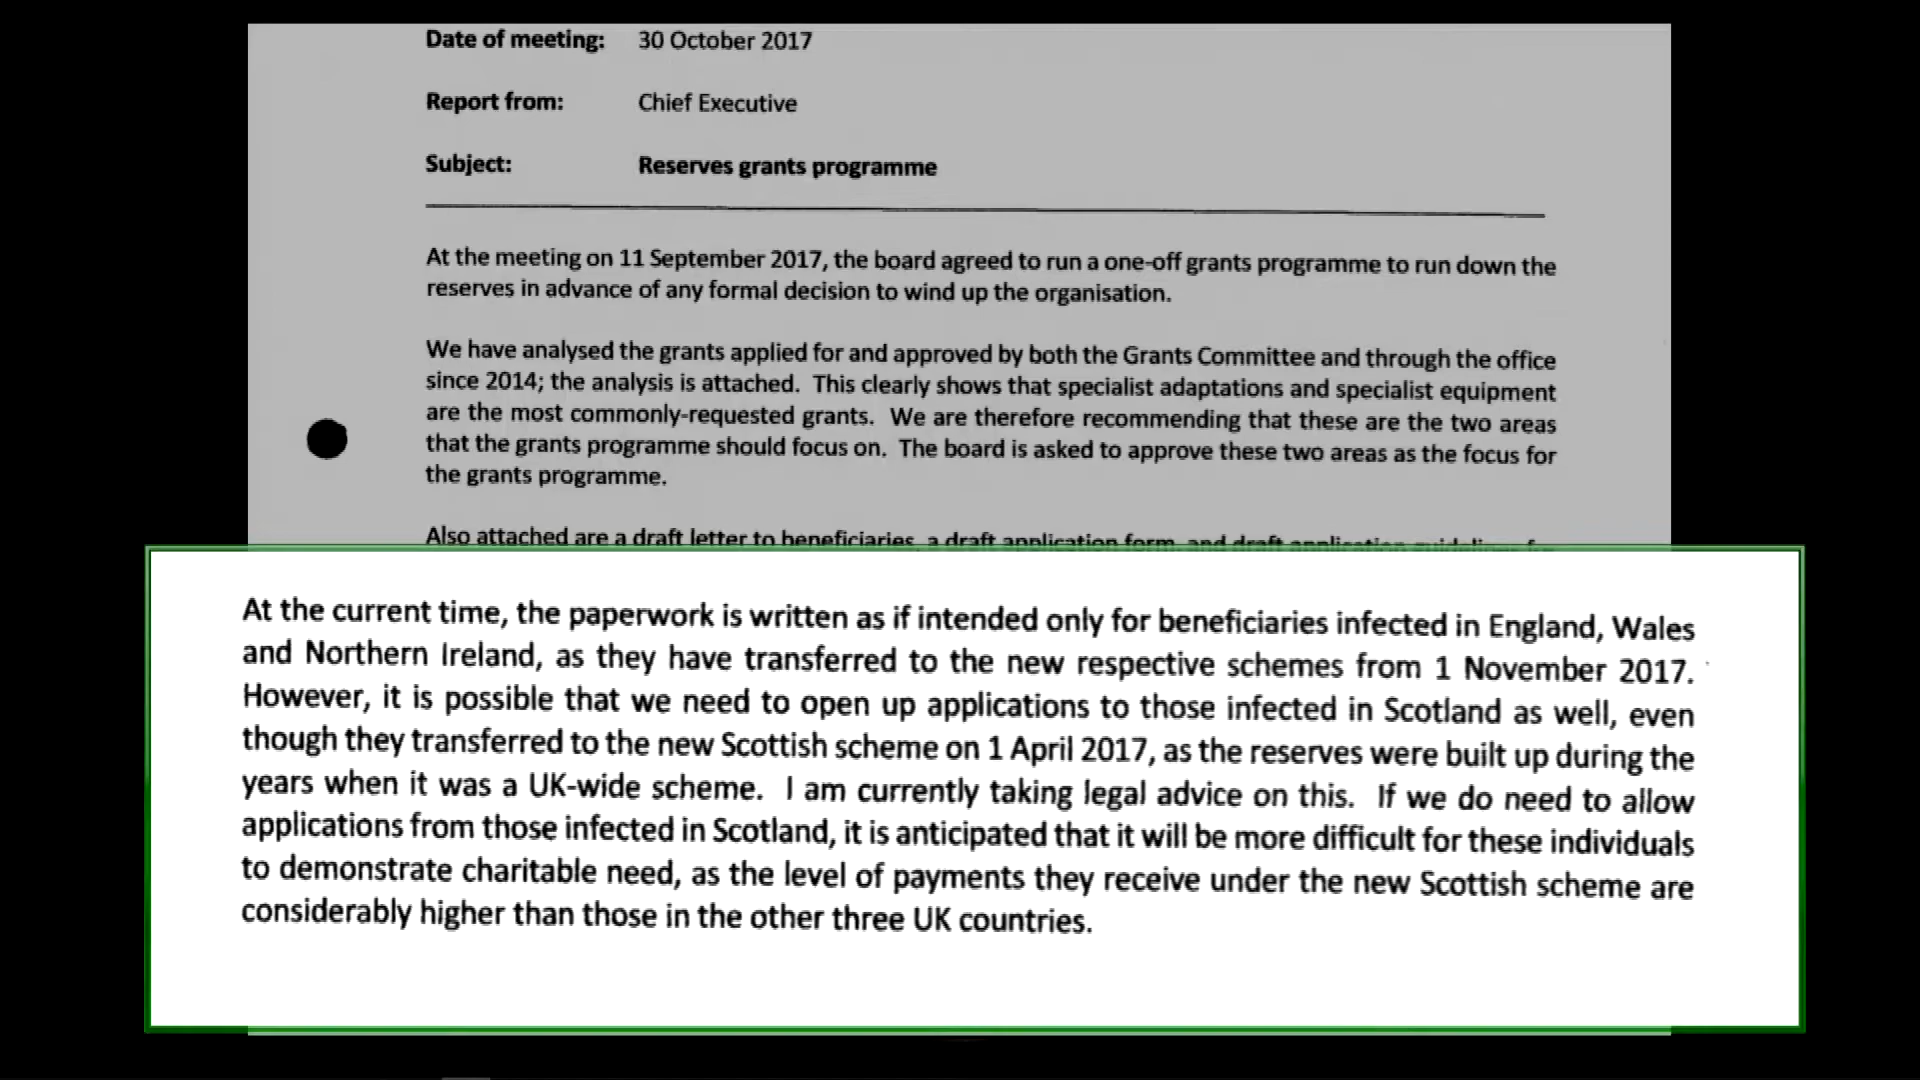 Date of meeting: 30 October 2017
Report from: Chief Executive
Subject: Reserves grants programme
At the meeting on 11 September 2017, the board agreed to run a one-off grants programme to run down the
reserves in advance of any formal decision to wind up the organisation.
We have analysed the grants applied for and approved by both the Grants Committee and through the office
since 2014; the analysis is attached. This clearly shows that specialist adaptations and specialist equipment
are the most commonly-requested grants. We are therefore recommending that these are the two areas
that the grants programme should focus on. The board is asked to approve these two areas as the focus for
the grants programme.
Also attached are a draft letter to beneficiaries, a draft application form, and draft application guidelines for
At the current time, the paperwork is written as if intended only for beneficiaries infected in England, Wales
and Northern Ireland, as they have transferred to the new respective schemes from 1 November 2017.
However, it is possible that we need to open up applications to those infected in Scotland as well, even
though they transferred to the new Scottish scheme on 1 April 2017, as the reserves were built up during the
years when it was a UK-wide scheme. I am currently taking legal advice on this. If we do need to allow
applications from those infected in Scotland, it is anticipated that it will be more difficult for these individuals
to demonstrate charitable need, as the level of payments they receive under the new Scottish scheme are
considerably higher than those in the other three UK countries.